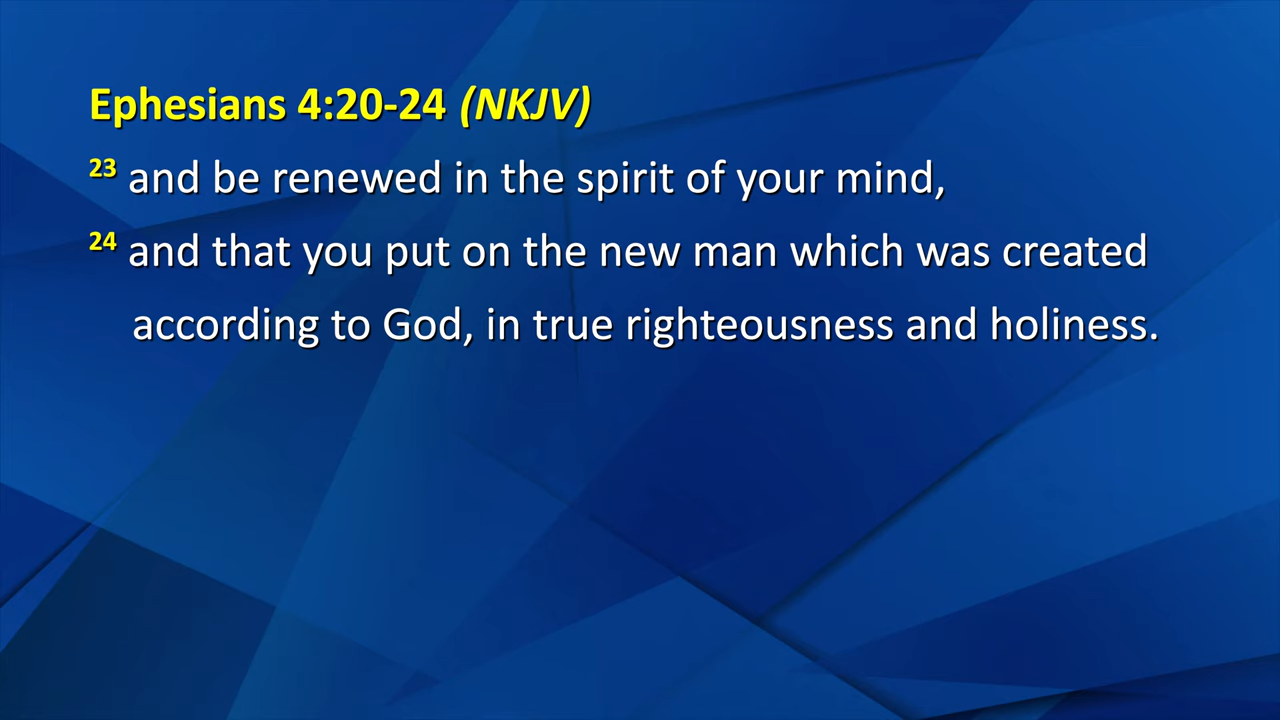 Ephesians 4:20-24 (NKJV)
23 and be renewed in the spirit of your mind,
24 and that you put on the new man which was created
according to God, in true righteousness and holiness.